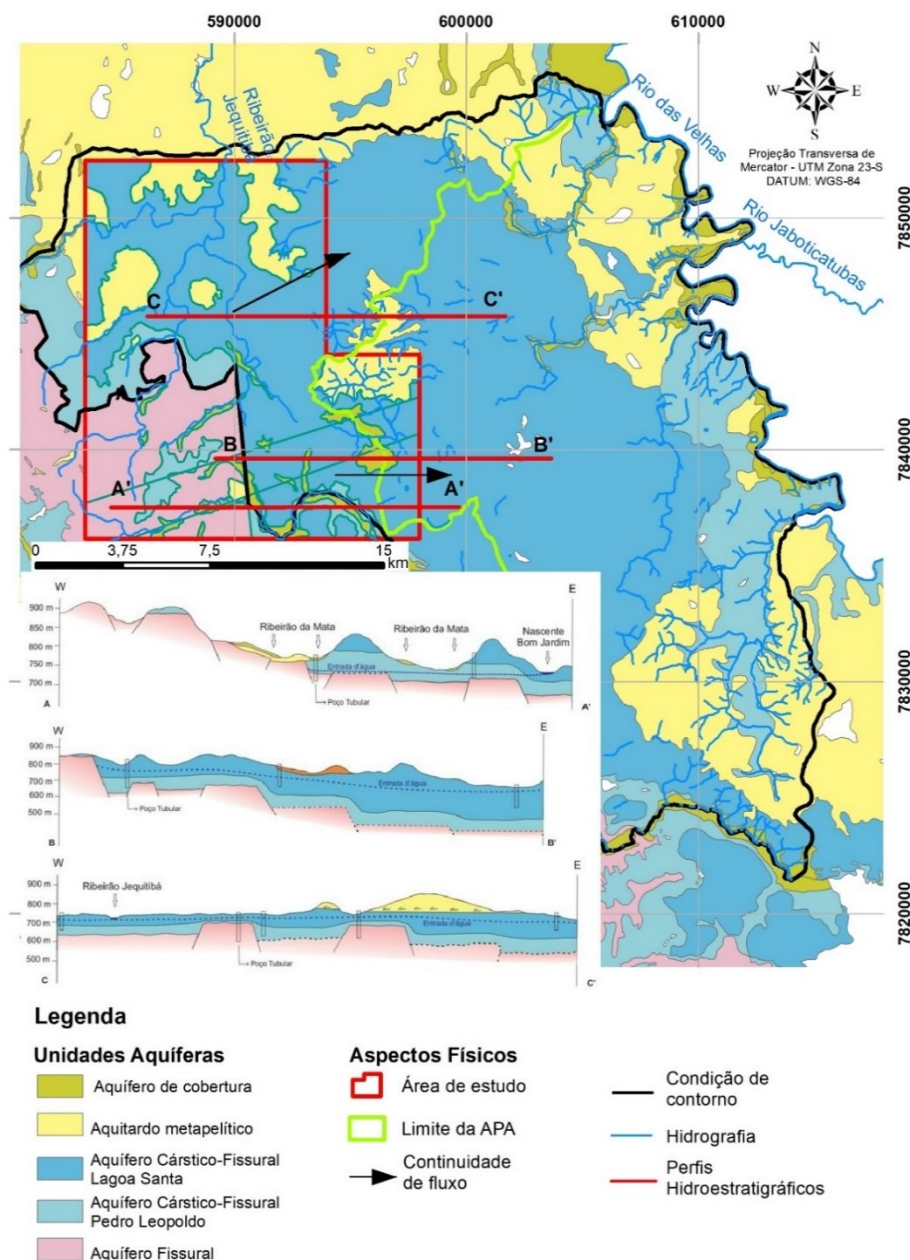 590000
600000
610000
N
W E
S
Projeção Transversa de
Mercator - UTM Zona 23-S
DATUM: WGS-84
Ribeirão
Jequitibá
Rio das Velhas
Rio Jaboticatubas
7850000
7840000
7830000
7820000
C
C'
B
B'
A'
A'
0
3,75
7,5
15
km
W
E
900 m
850
800 m
750
700 m
Ribeirão da Mata
Ribeirão da Mata
Nascente
Bom Jardim
Entrada d'água
Poço Tubular
A
A'
W
E
900 m
800 m
700 m
600 m
500 m
Entrada d'água
Poço Tubular
B
B'
W
E
900 m
800 m
700 m
600 m
500 m
Ribeirão Jequitibá
Entrada d'água
Poço Tubular
C
C'
Legenda
Unidades Aquíferas
Aquífero de cobertura
Aquitardo metapelítico
Aquífero Cárstico-Fissural
Lagoa Santa
Aquífero Cárstico-Fissural
Pedro Leopoldo
Aquífero Fissural
Aspectos Físicos
Área de estudo
Limite da APA
Continuidade
de fluxo
Condição de
contorno
Hidrografia
Perfis
Hidroestratigráficos